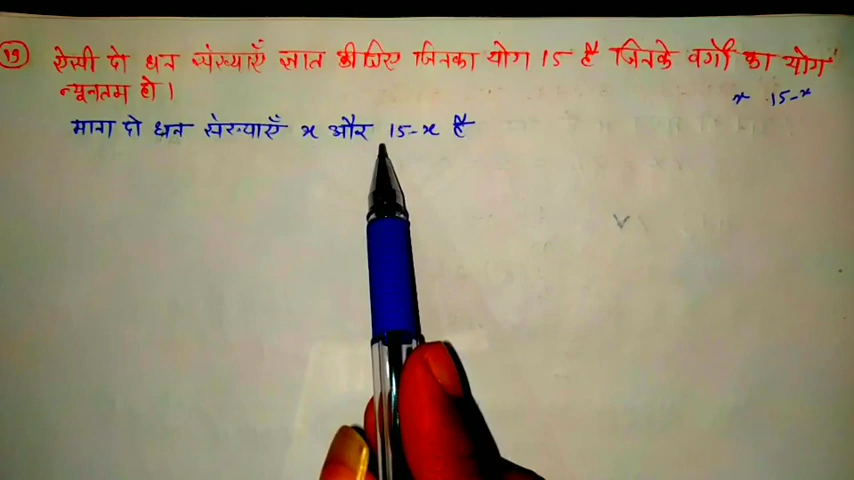 19 ऐसी दो धन संख्याएँ ज्ञात कीजिए जिनका योग 15 है जिनके वर्गों का योग
न्यूनतम हो।
x 15-x
माना दो धन संख्याएँ x और 15-x है